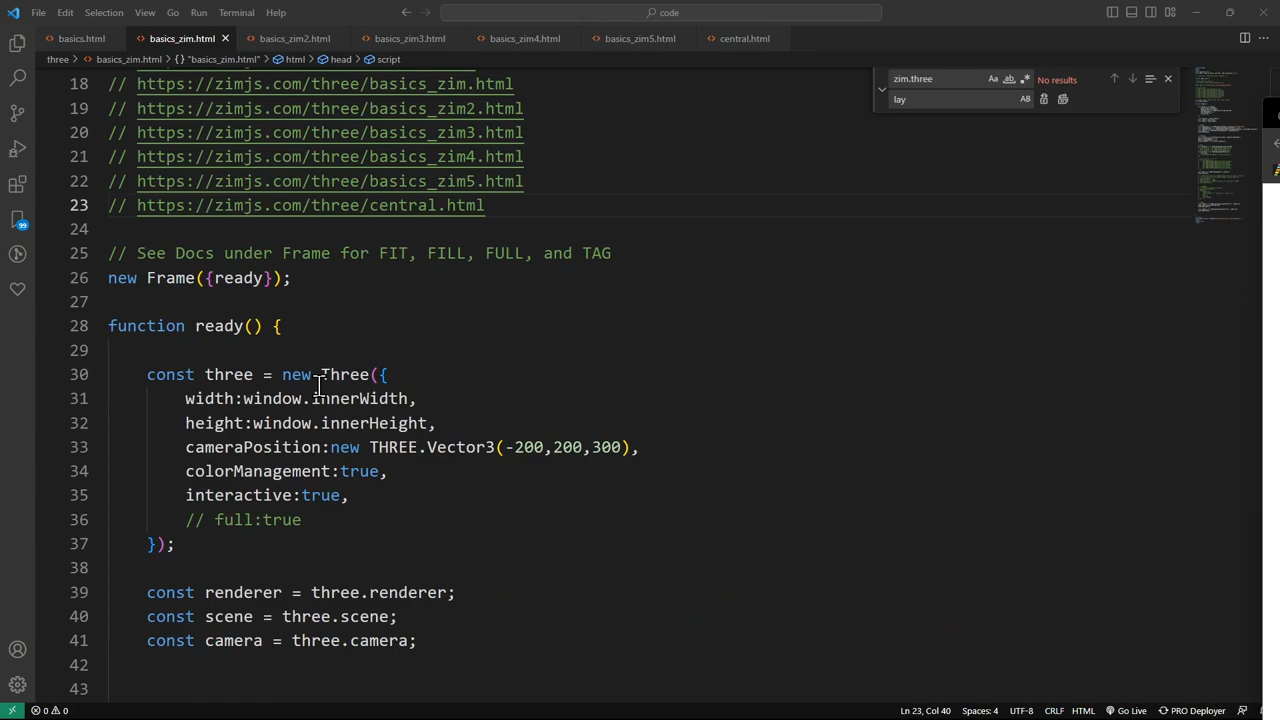 File Edit Selection View Go Run Terminal Help
code
basics.html
basics_zim.html
basics_zim2.html
basics_zim3.html
basics_zim4.html
basics_zim5.html
central.html
three > basics_zim.html > {} "basics_zim.html" > html > head > script
zim.three
Aa
ab
No results
lay
AB
18 // https://zimjs.com/three/basics_zim.html
19 // https://zimjs.com/three/basics_zim2.html
20 // https://zimjs.com/three/basics_zim3.html
21 // https://zimjs.com/three/basics_zim4.html
22 // https://zimjs.com/three/basics_zim5.html
23 // https://zimjs.com/three/central.html
24
25 // See Docs under Frame for FIT, FILL, FULL, and TAG
26 new Frame({ready});
27
28 function ready() {
29
30 const three = new Three({
31 width:window.innerWidth,
32 height:window.innerHeight,
33 cameraPosition:new THREE.Vector3(-200,200,300),
34 colorManagement:true,
35 interactive:true,
36 // full:true
37 });
38
39 const renderer = three.renderer;
40 const scene = three.scene;
41 const camera = three.camera;
42
43
99
0 0
Ln 23, Col 40 Spaces: 4 UTF-8 CRLF HTML Go Live PRO Deployer